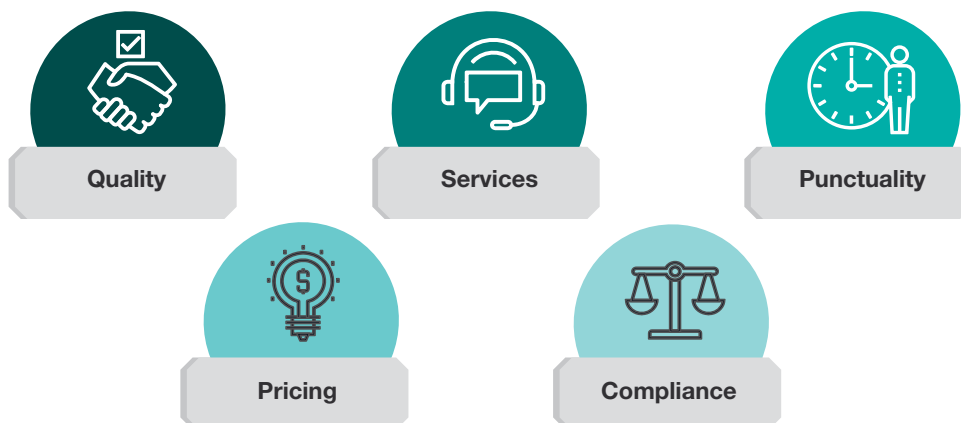 Quality
Services
Punctuality
$
Pricing
Compliance